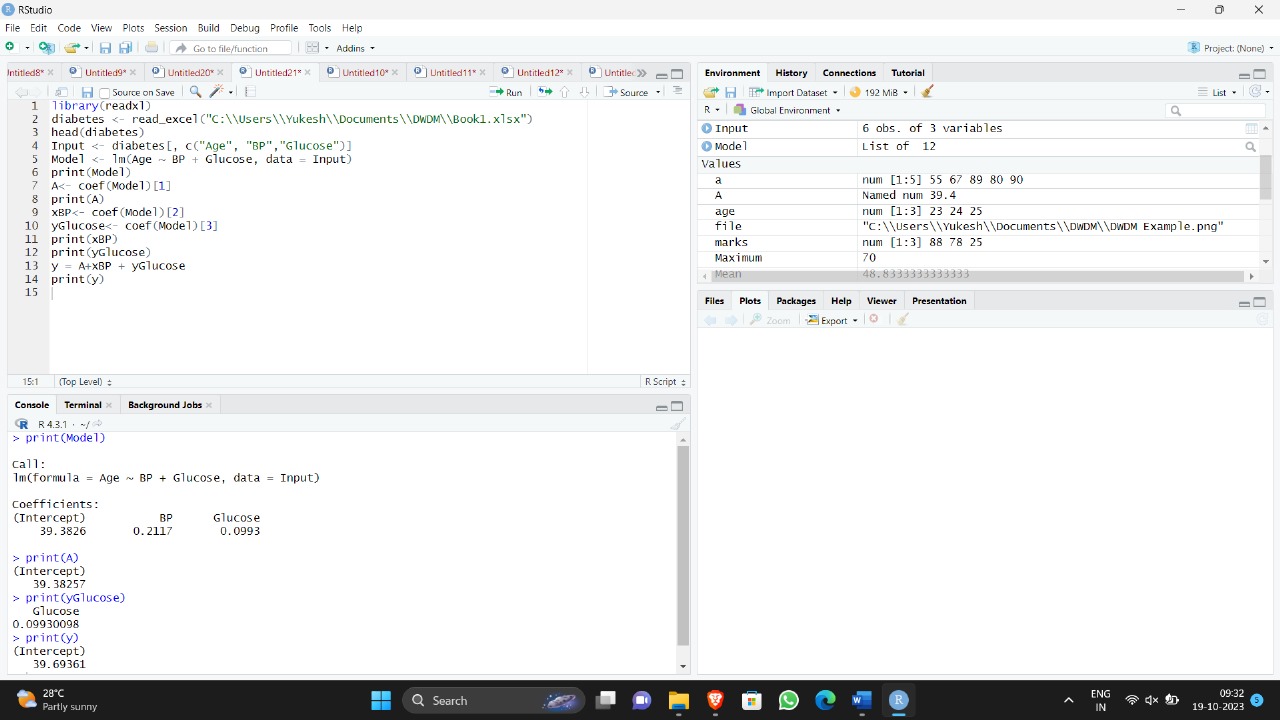 RStudio
File Edit Code View Plots Session Build Debug Profile Tools Help
Go to file/function Addins Project: (None)
ntitled8* Untitled9* Untitled20* Untitled21* Untitled10* Untitled11* Untitled12* Untitle
Source on Save Run Source
1 library(readxl)
2 diabetes <- read_excel("C:\\Users\\Yukesh\\Documents\\DWDM\\Book1.xlsx")
3 head(diabetes)
4 Input <- diabetes[, c("Age", "BP","Glucose")]
5 Model <- lm(Age ~ BP + Glucose, data = Input)
6 print(Model)
7 A<- coef(Model)[1]
8 print(A)
9 xBP<- coef(Model)[2]
10 yGlucose<- coef(Model)[3]
11 print(xBP)
12 print(yGlucose)
13 y = A+xBP + yGlucose
14 print(y)
15
15:1 (Top Level) R Script
Console Terminal Background Jobs
R 4.3.1 · ~/
> print(Model)
Call:
lm(formula = Age ~ BP + Glucose, data = Input)
Coefficients:
(Intercept) BP Glucose
39.3826 0.2117 0.0993
> print(A)
(Intercept)
39.38257
> print(yGlucose)
Glucose
0.09930098
> print(y)
(Intercept)
39.69361
Environment History Connections Tutorial
Import Dataset 192 MiB List
R Global Environment
Input 6 obs. of 3 variables
Model List of 12
Values
a num [1:5] 55 67 89 80 90
A Named num 39.4
age num [1:3] 23 24 25
file "C:\\Users\\Yukesh\\Documents\\DWDM\\DWDM Example.png"
marks num [1:3] 88 78 25
Maximum 70
Mean 48.8333333333333
Files Plots Packages Help Viewer Presentation
Zoom Export
28°C
Partly sunny
Search
ENG
IN
09:32
19-10-2023
5